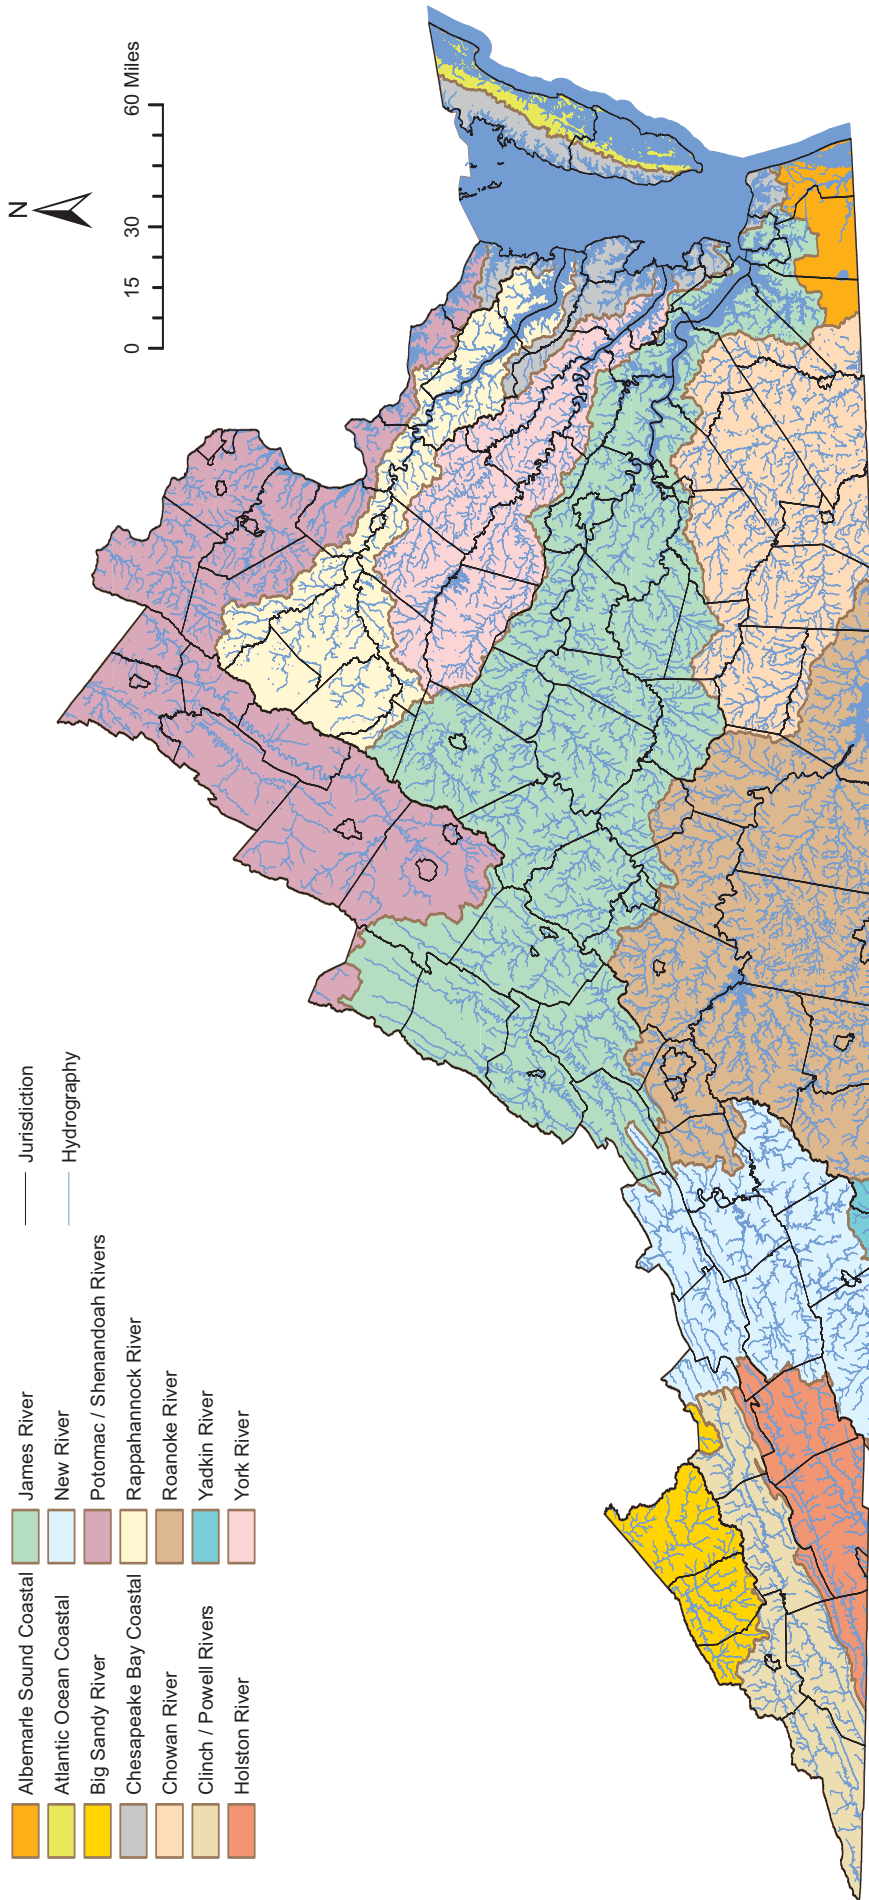 Albemarle Sound Coastal
Atlantic Ocean Coastal
Big Sandy River
Chesapeake Bay Coastal
Chowan River
Clinch / Powell Rivers
Holston River
James River
New River
Potomac / Shenandoah Rivers
Rappahannock River
Roanoke River
Yadkin River
York River
Jurisdiction
Hydrography
N
0 15 30 60 Miles